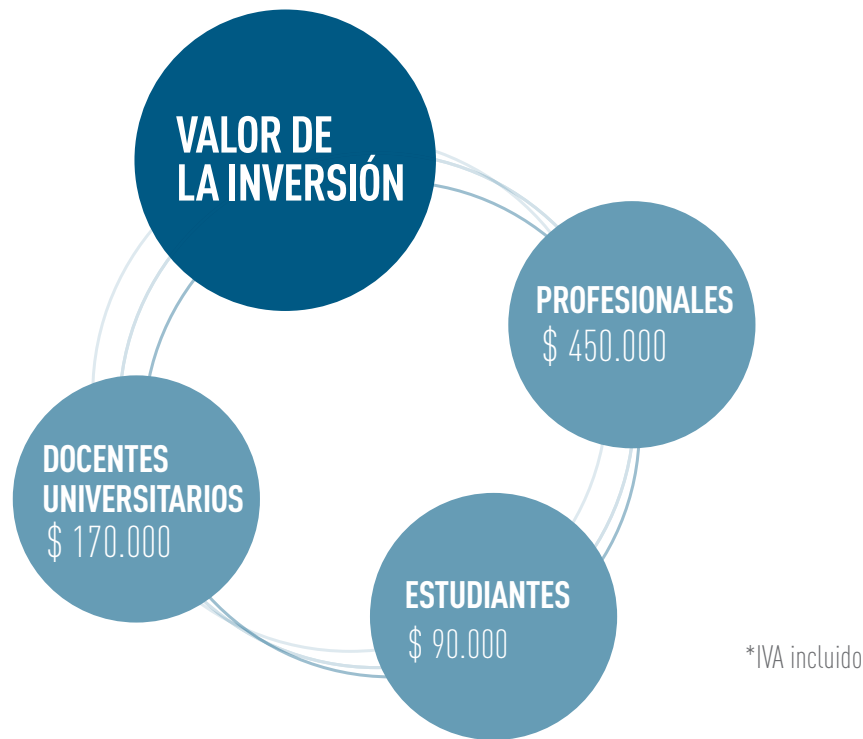 VALOR DE
LA INVERSIÓN
PROFESIONALES
$ 450.000
DOCENTES
UNIVERSITARIOS
$ 170.000
ESTUDIANTES
$ 90.000
*IVA incluido